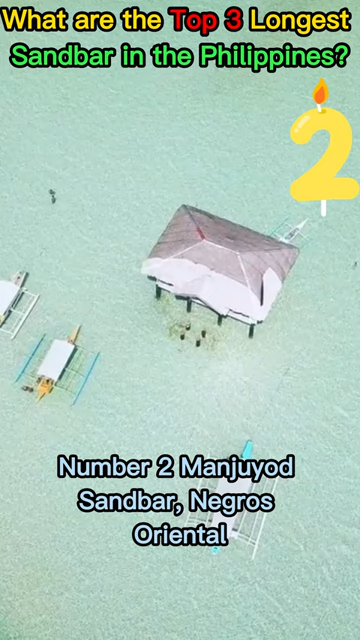 What are the Top 3 Longest
Sandbar in the Philippines?
2
Number 2 Manjuyod
Sandbar, Negros
Oriental